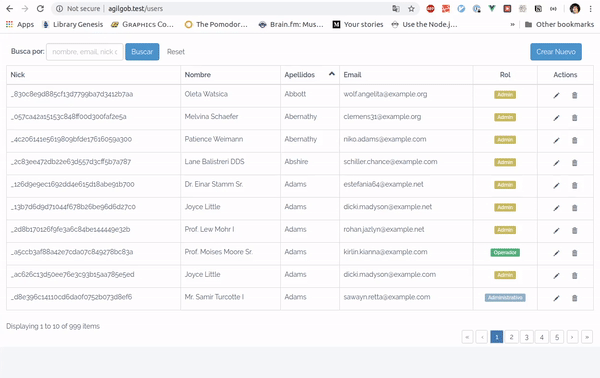 Not secure | agilgob.test/users
Apps Library Genesis Graphics Co The Pomodor... Brain.fm: Mus... Your stories Use the Node.j... » Other bookmarks
Busca por: nombre, email, nick o Buscar Reset Crear Nuevo
Nick Nombre Apellidos Email Rol Actions
_830c8e9d885cf13d7799ba7d3412b7aa Oleta Watsica Abbott wolf.angelita@example.org Admin
_057ca42a15153c848ff00d300faf2e5a Melvina Schaefer Abernathy clemens31@example.org Admin
_4c206141e5619809bfde17616059a300 Patience Weimann Abernathy niko.adams@example.com Admin
_2c83ee472db22e63d557d3cff5b7a787 Lane Balistreri DDS Abshire schiller.chance@example.com Admin
_126d9e9ec1692dd4e615d18abe91b700 Dr. Einar Stamm Sr. Adams estefania64@example.net Admin
_13b7d6d9d71044f678b26be96d6d27c0 Joyce Little Adams dicki.madyson@example.net Admin
_2d8b170126f9fe3a6c84be144449e32b Prof. Lew Mohr I Adams rohan.jazlyn@example.net Admin
_a5ccb3af88a42e7cda07c849278bc83a Prof. Moises Moore Sr. Adams kirlin.kianna@example.com Operador
_ac626c13d50ee76e3c93b15aa785e5ed Joyce Little Adams dicki.madyson@example.com Admin
_d8e396c14110cd6da0f0752b073d8ef6 Mr. Samir Turcotte I Adams sawayn.retta@example.com Administrativo
Displaying 1 to 10 of 999 items
« ‹ 1 2 3 4 5 › »